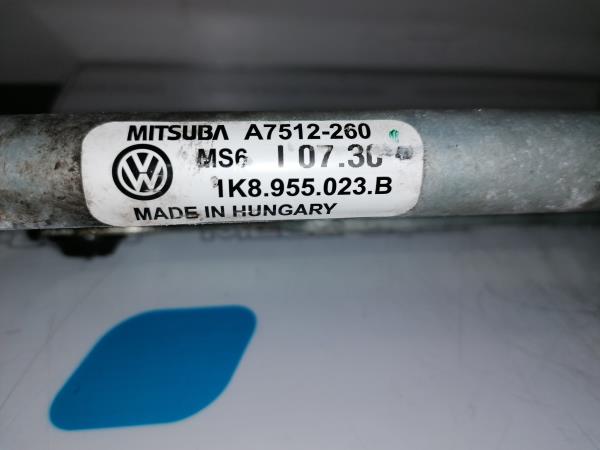 MITSUBA A7512-260
MS6 I 07.30
1K8.955.023.B
MADE IN HUNGARY